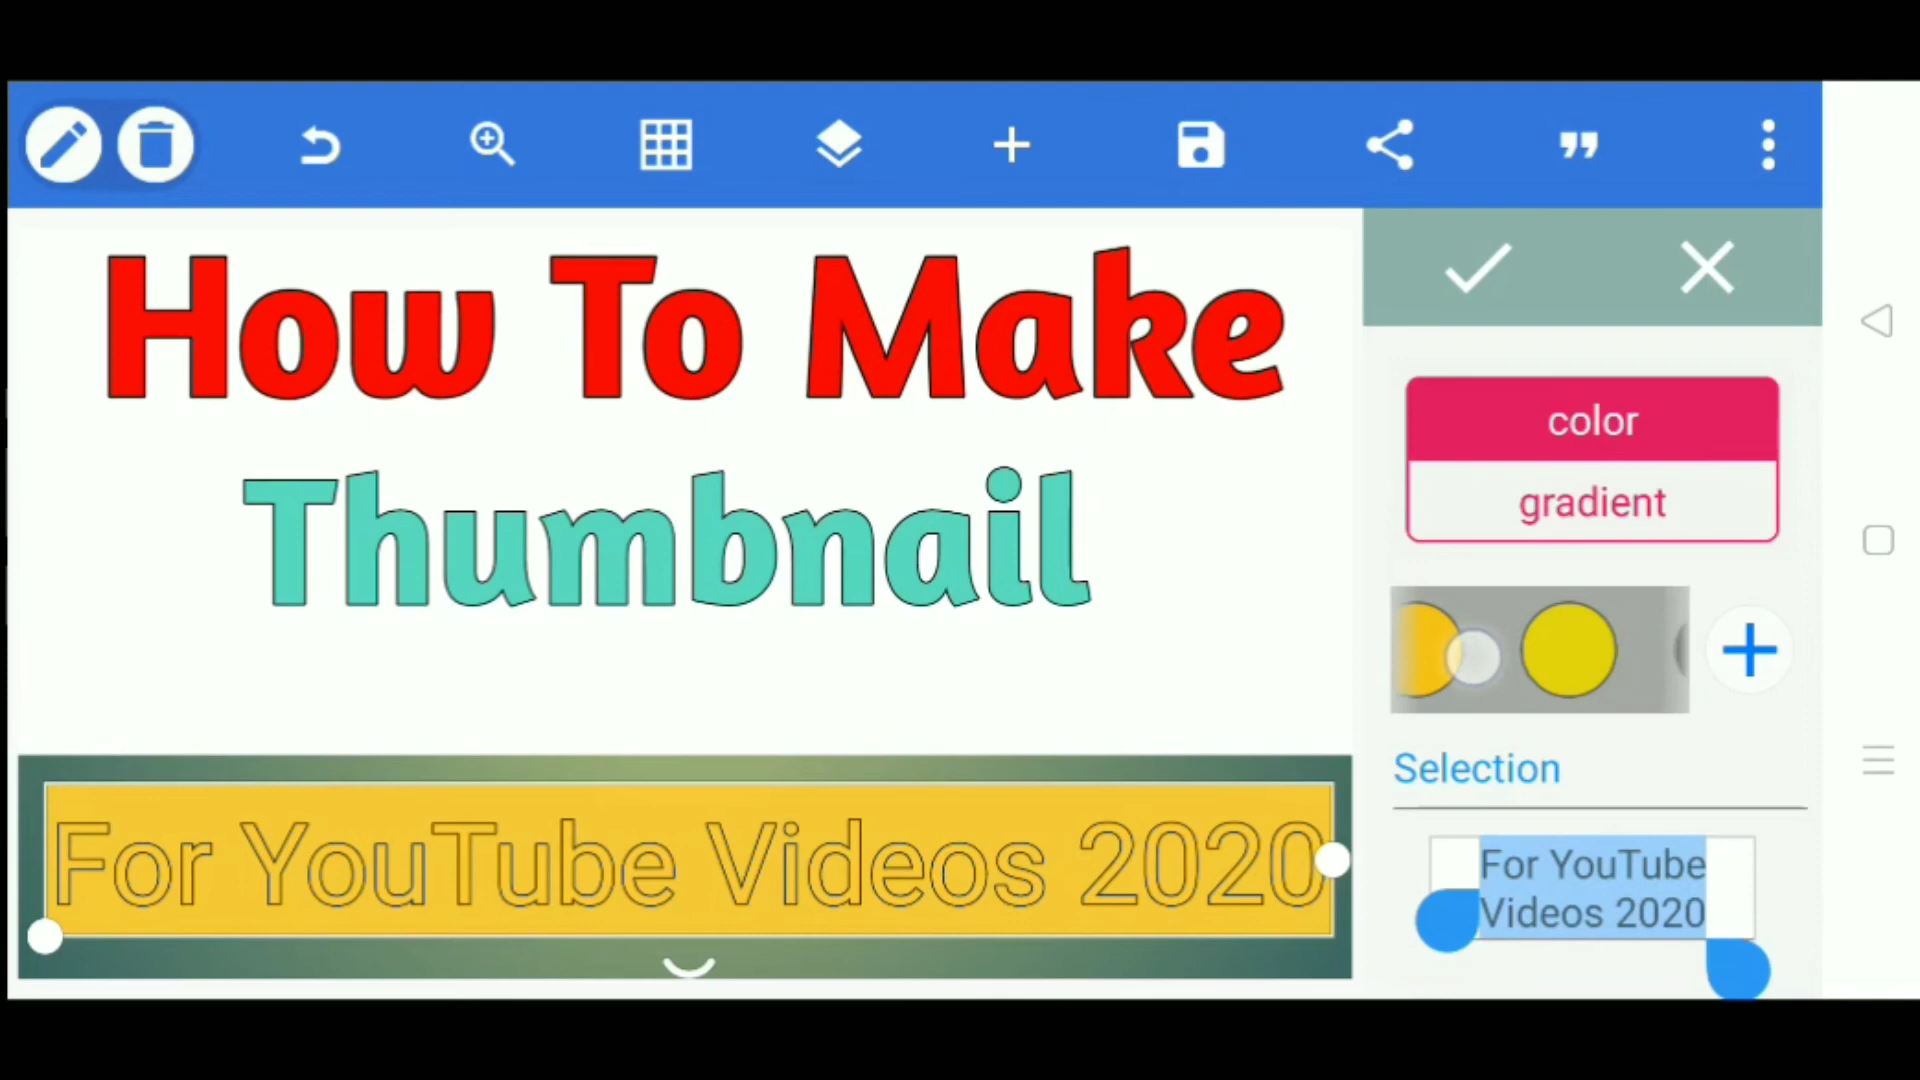 How To Make
Thumbnail
For YouTube Videos 2020
color
gradient
Selection
For YouTube
Videos 2020